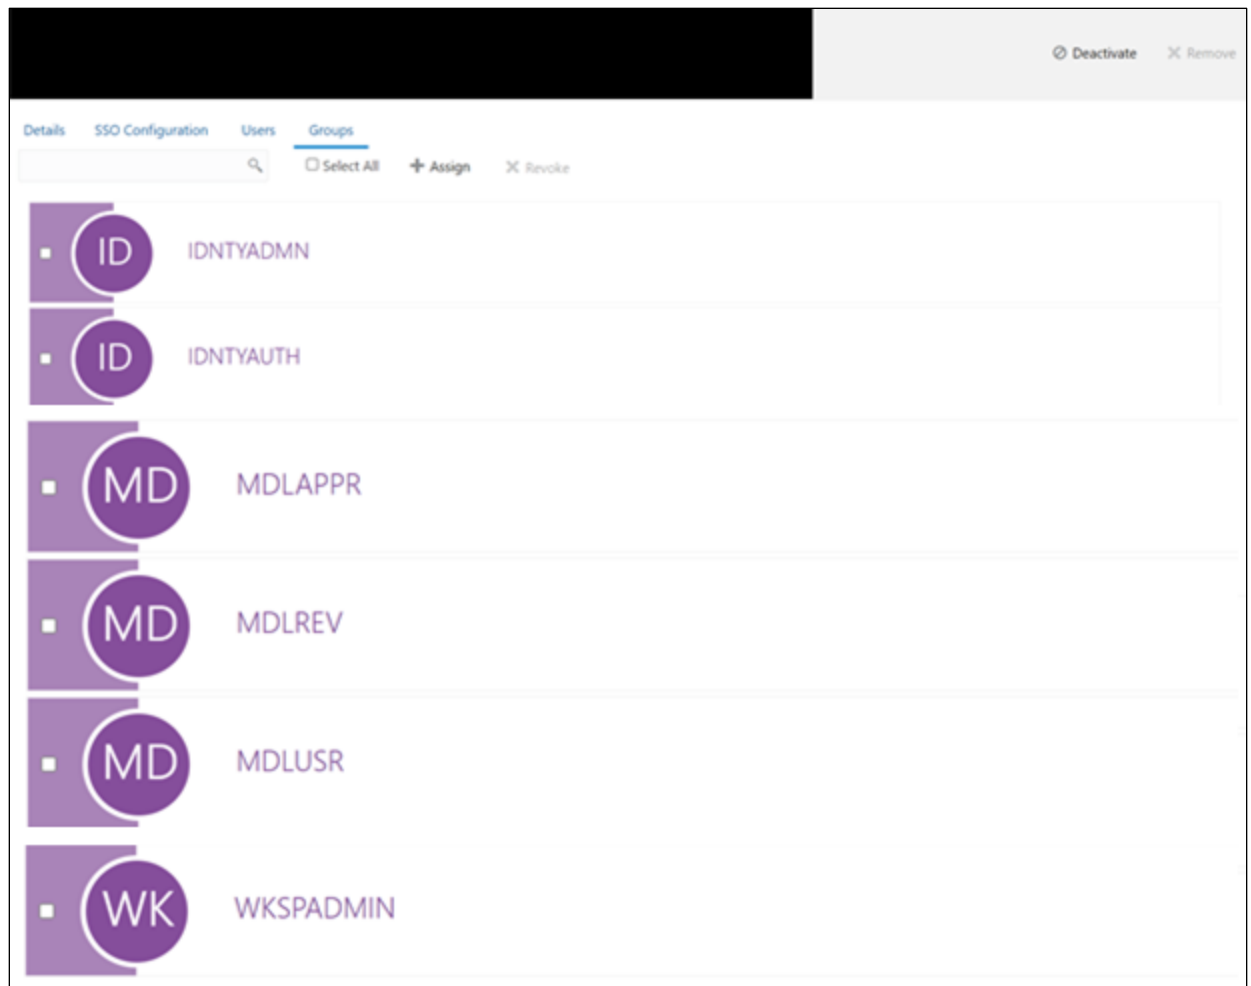 Deactivate Remove
Details SSO Configuration Users Groups
Select All Assign Revoke
ID IDNTYADMN
ID IDNTYAUTH
MD MDLAPPR
MD MDLREV
MD MDLUSR
WK WKSPADMIN